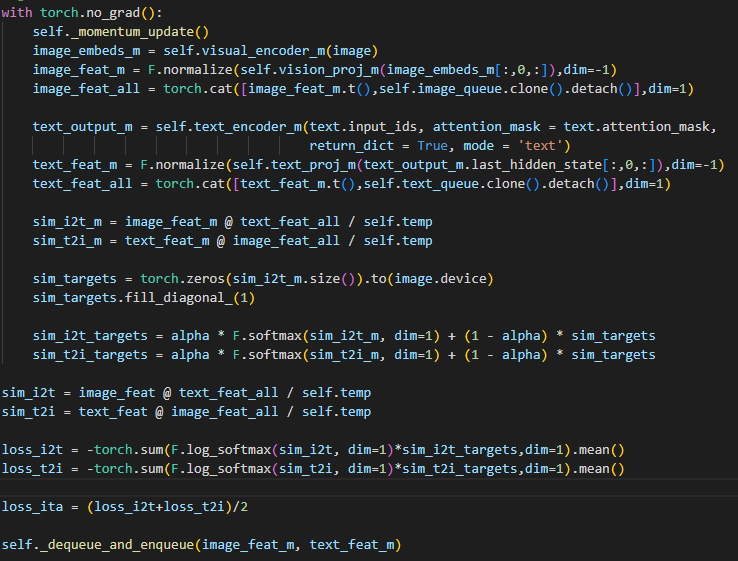 with torch.no_grad():
    self._momentum_update()
    image_embeds_m = self.visual_encoder_m(image)
    image_feat_m = F.normalize(self.vision_proj_m(image_embeds_m[:,0,:]),dim=-1)
    image_feat_all = torch.cat([image_feat_m.t(),self.image_queue.clone().detach()],dim=1)

    text_output_m = self.text_encoder_m(text.input_ids, attention_mask = text.attention_mask,
                                        return_dict = True, mode = 'text')
    text_feat_m = F.normalize(self.text_proj_m(text_output_m.last_hidden_state[:,0,:]),dim=-1)
    text_feat_all = torch.cat([text_feat_m.t(),self.text_queue.clone().detach()],dim=1)

    sim_i2t_m = image_feat_m @ text_feat_all / self.temp
    sim_t2i_m = text_feat_m @ image_feat_all / self.temp

    sim_targets = torch.zeros(sim_i2t_m.size()).to(image.device)
    sim_targets.fill_diagonal_(1)

    sim_i2t_targets = alpha * F.softmax(sim_i2t_m, dim=1) + (1 - alpha) * sim_targets
    sim_t2i_targets = alpha * F.softmax(sim_t2i_m, dim=1) + (1 - alpha) * sim_targets

sim_i2t = image_feat @ text_feat_all / self.temp
sim_t2i = text_feat @ image_feat_all / self.temp

loss_i2t = -torch.sum(F.log_softmax(sim_i2t, dim=1)*sim_i2t_targets,dim=1).mean()
loss_t2i = -torch.sum(F.log_softmax(sim_t2i, dim=1)*sim_t2i_targets,dim=1).mean()

loss_ita = (loss_i2t+loss_t2i)/2

self._dequeue_and_enqueue(image_feat_m, text_feat_m)